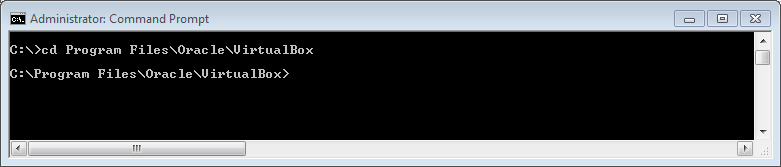 Administrator: Command Prompt
C:\>cd Program Files\Oracle\VirtualBox
C:\Program Files\Oracle\VirtualBox>